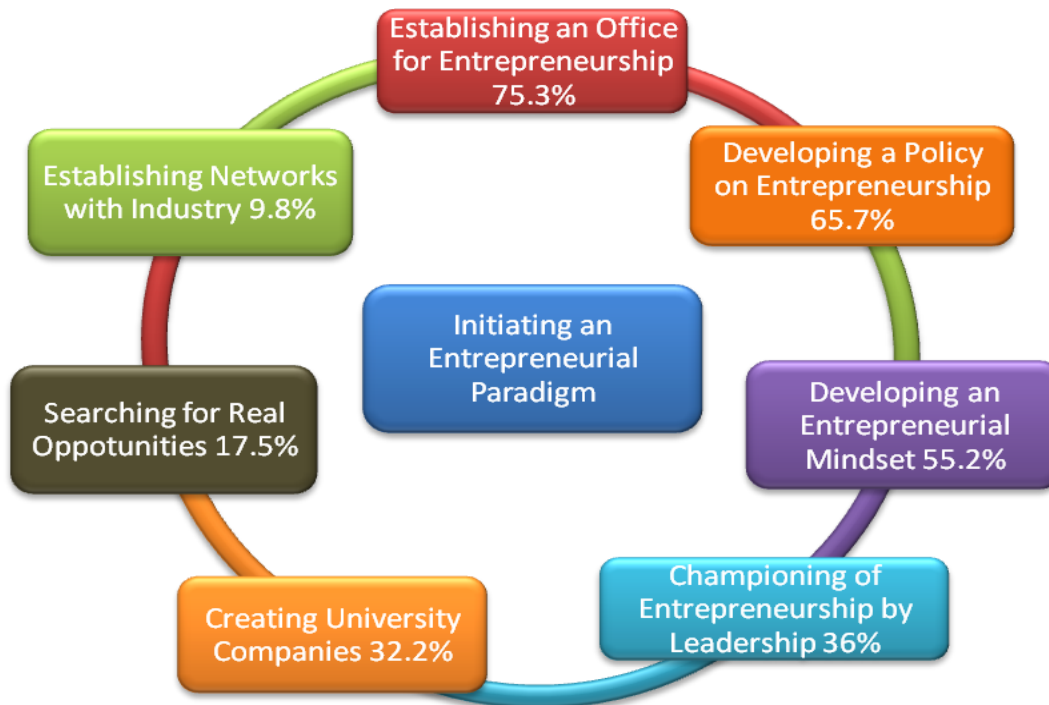 Establishing an Office
for Entrepreneurship
75.3%
Developing a Policy
on Entrepreneurship
65.7%
Developing an
Entrepreneurial
Mindset 55.2%
Championing of
Entrepreneurship by
Leadership 36%
Creating University
Companies 32.2%
Searching for Real
Oppotunities 17.5%
Establishing Networks
with Industry 9.8%
Initiating an
Entrepreneurial
Paradigm